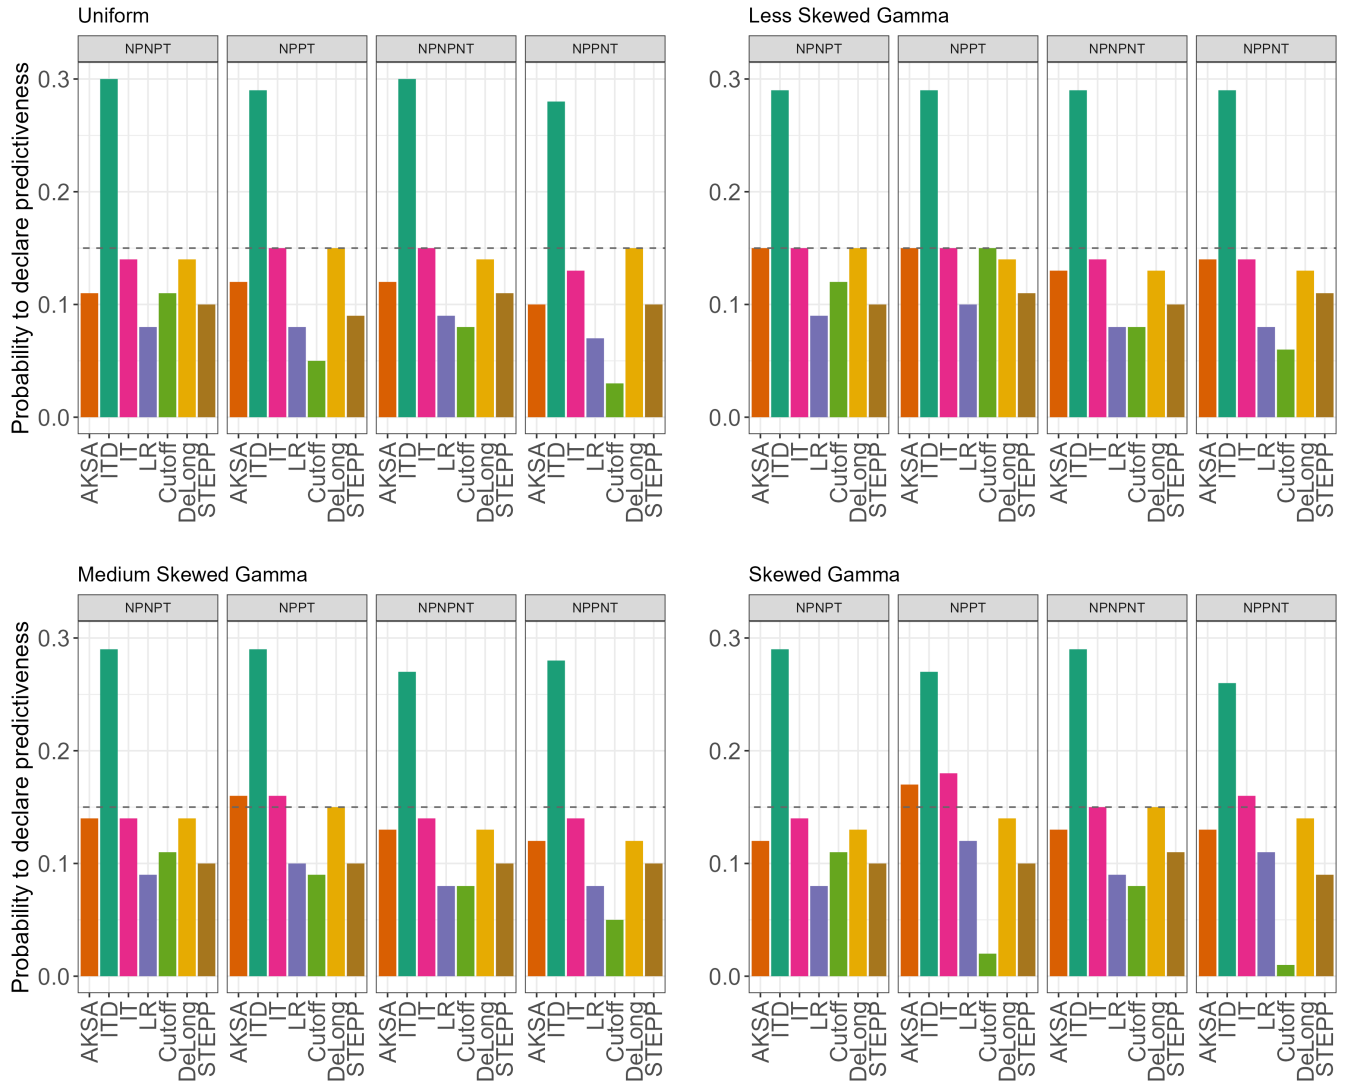 Uniform
NPNPT NPPT NPNPNT NPPNT
Probability to declare predictiveness
0.3
0.2
0.1
0.0
AKSA ITD IT LR Cutoff DeLong STEPP AKSA ITD IT LR Cutoff DeLong STEPP AKSA ITD IT LR Cutoff DeLong STEPP AKSA ITD IT LR Cutoff DeLong STEPP
Less Skewed Gamma
NPNPT NPPT NPNPNT NPPNT
0.3
0.2
0.1
0.0
AKSA ITD IT LR Cutoff DeLong STEPP AKSA ITD IT LR Cutoff DeLong STEPP AKSA ITD IT LR Cutoff DeLong STEPP AKSA ITD IT LR Cutoff DeLong STEPP
Medium Skewed Gamma
NPNPT NPPT NPNPNT NPPNT
Probability to declare predictiveness
0.3
0.2
0.1
0.0
AKSA ITD IT LR Cutoff DeLong STEPP AKSA ITD IT LR Cutoff DeLong STEPP AKSA ITD IT LR Cutoff DeLong STEPP AKSA ITD IT LR Cutoff DeLong STEPP
Skewed Gamma
NPNPT NPPT NPNPNT NPPNT
0.3
0.2
0.1
0.0
AKSA ITD IT LR Cutoff DeLong STEPP AKSA ITD IT LR Cutoff DeLong STEPP AKSA ITD IT LR Cutoff DeLong STEPP AKSA ITD IT LR Cutoff DeLong STEPP